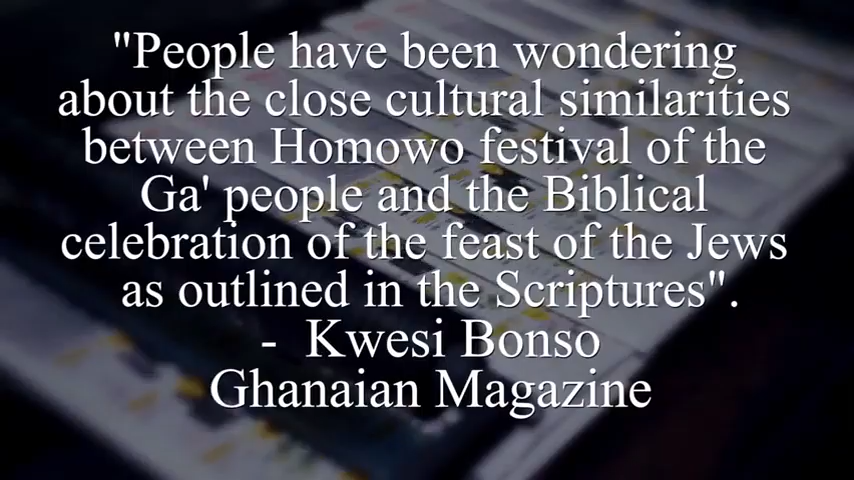 "People have been wondering
about the close cultural similarities
between Homowo festival of the
Ga' people and the Biblical
celebration of the feast of the Jews
as outlined in the Scriptures".
- Kwesi Bonso
Ghanaian Magazine